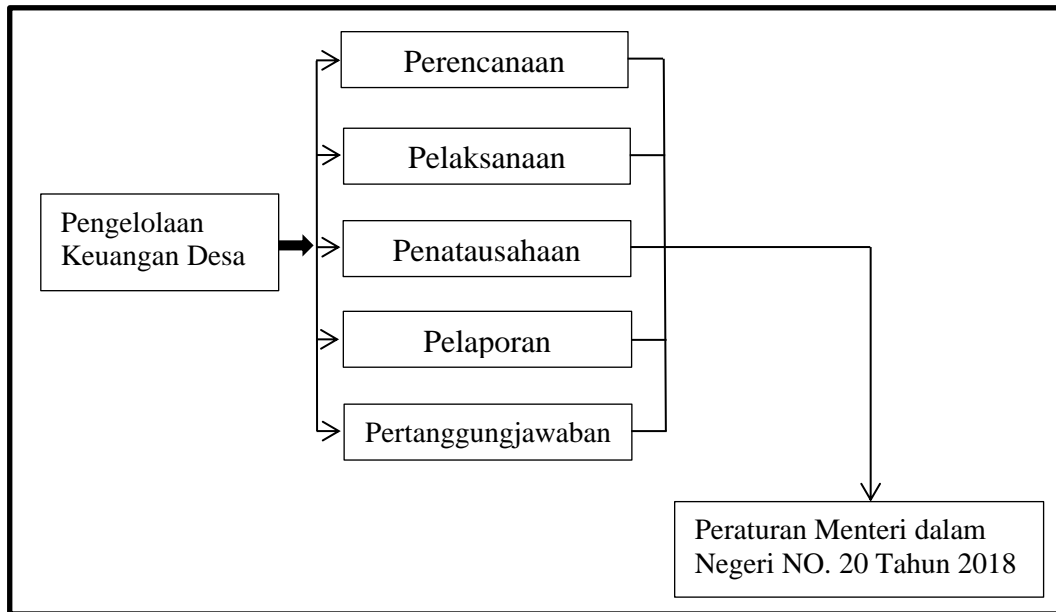 Perencanaan
Pelaksanaan
Pengelolaan
Keuangan Desa
Penatausahaan
Pelaporan
Pertanggungjawaban
Peraturan Menteri dalam
Negeri NO. 20 Tahun 2018